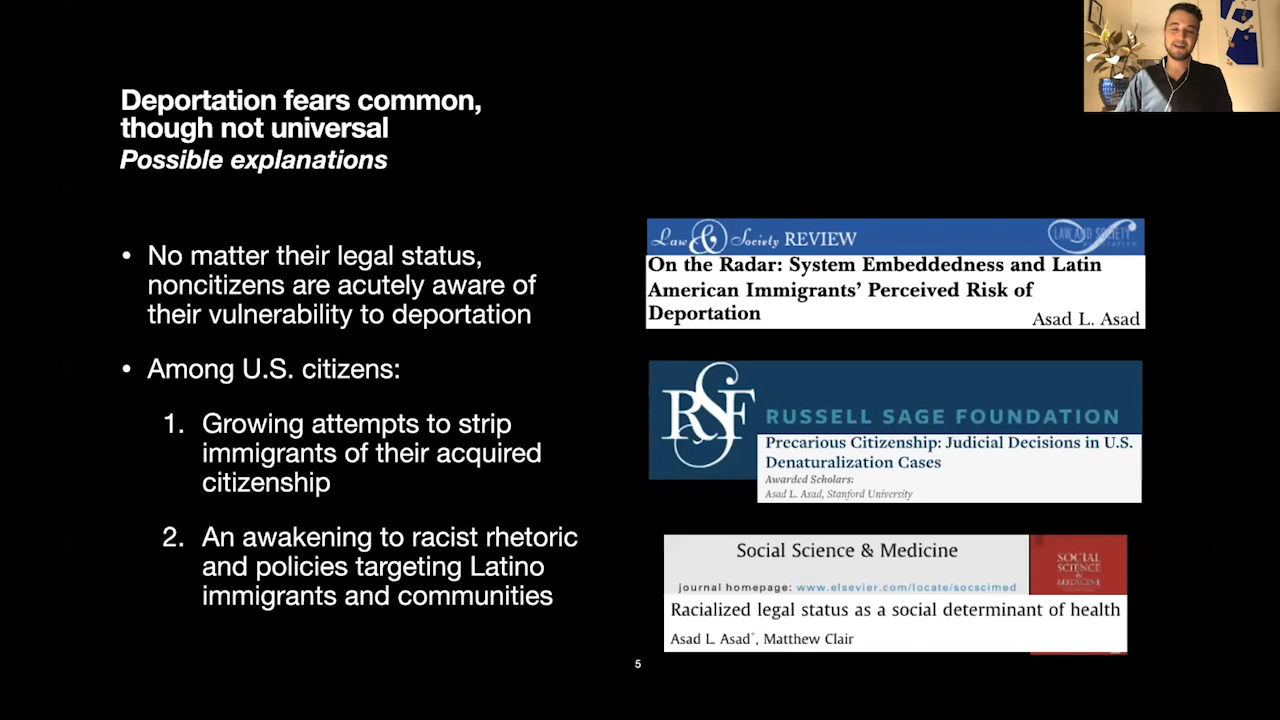 Deportation fears common,
though not universal
Possible explanations
• No matter their legal status,
noncitizens are acutely aware of
their vulnerability to deportation
• Among U.S. citizens:
1. Growing attempts to strip
immigrants of their acquired
citizenship
2. An awakening to racist rhetoric
and policies targeting Latino
immigrants and communities
Law & Society REVIEW
LAW AND SOCIETY
On the Radar: System Embeddedness and Latin
American Immigrants' Perceived Risk of
Deportation
Asad L. Asad
RSF
RUSSELL SAGE FOUNDATION
Precarious Citizenship: Judicial Decisions in U.S.
Denaturalization Cases
Awarded Scholars:
Asad L. Asad, Stanford University
Social Science & Medicine
journal homepage: www.elsevier.com/locate/socscimed
SOCIAL
SCIENCE
&
MEDICINE
Racialized legal status as a social determinant of health
Asad L. Asad*, Matthew Clair
5